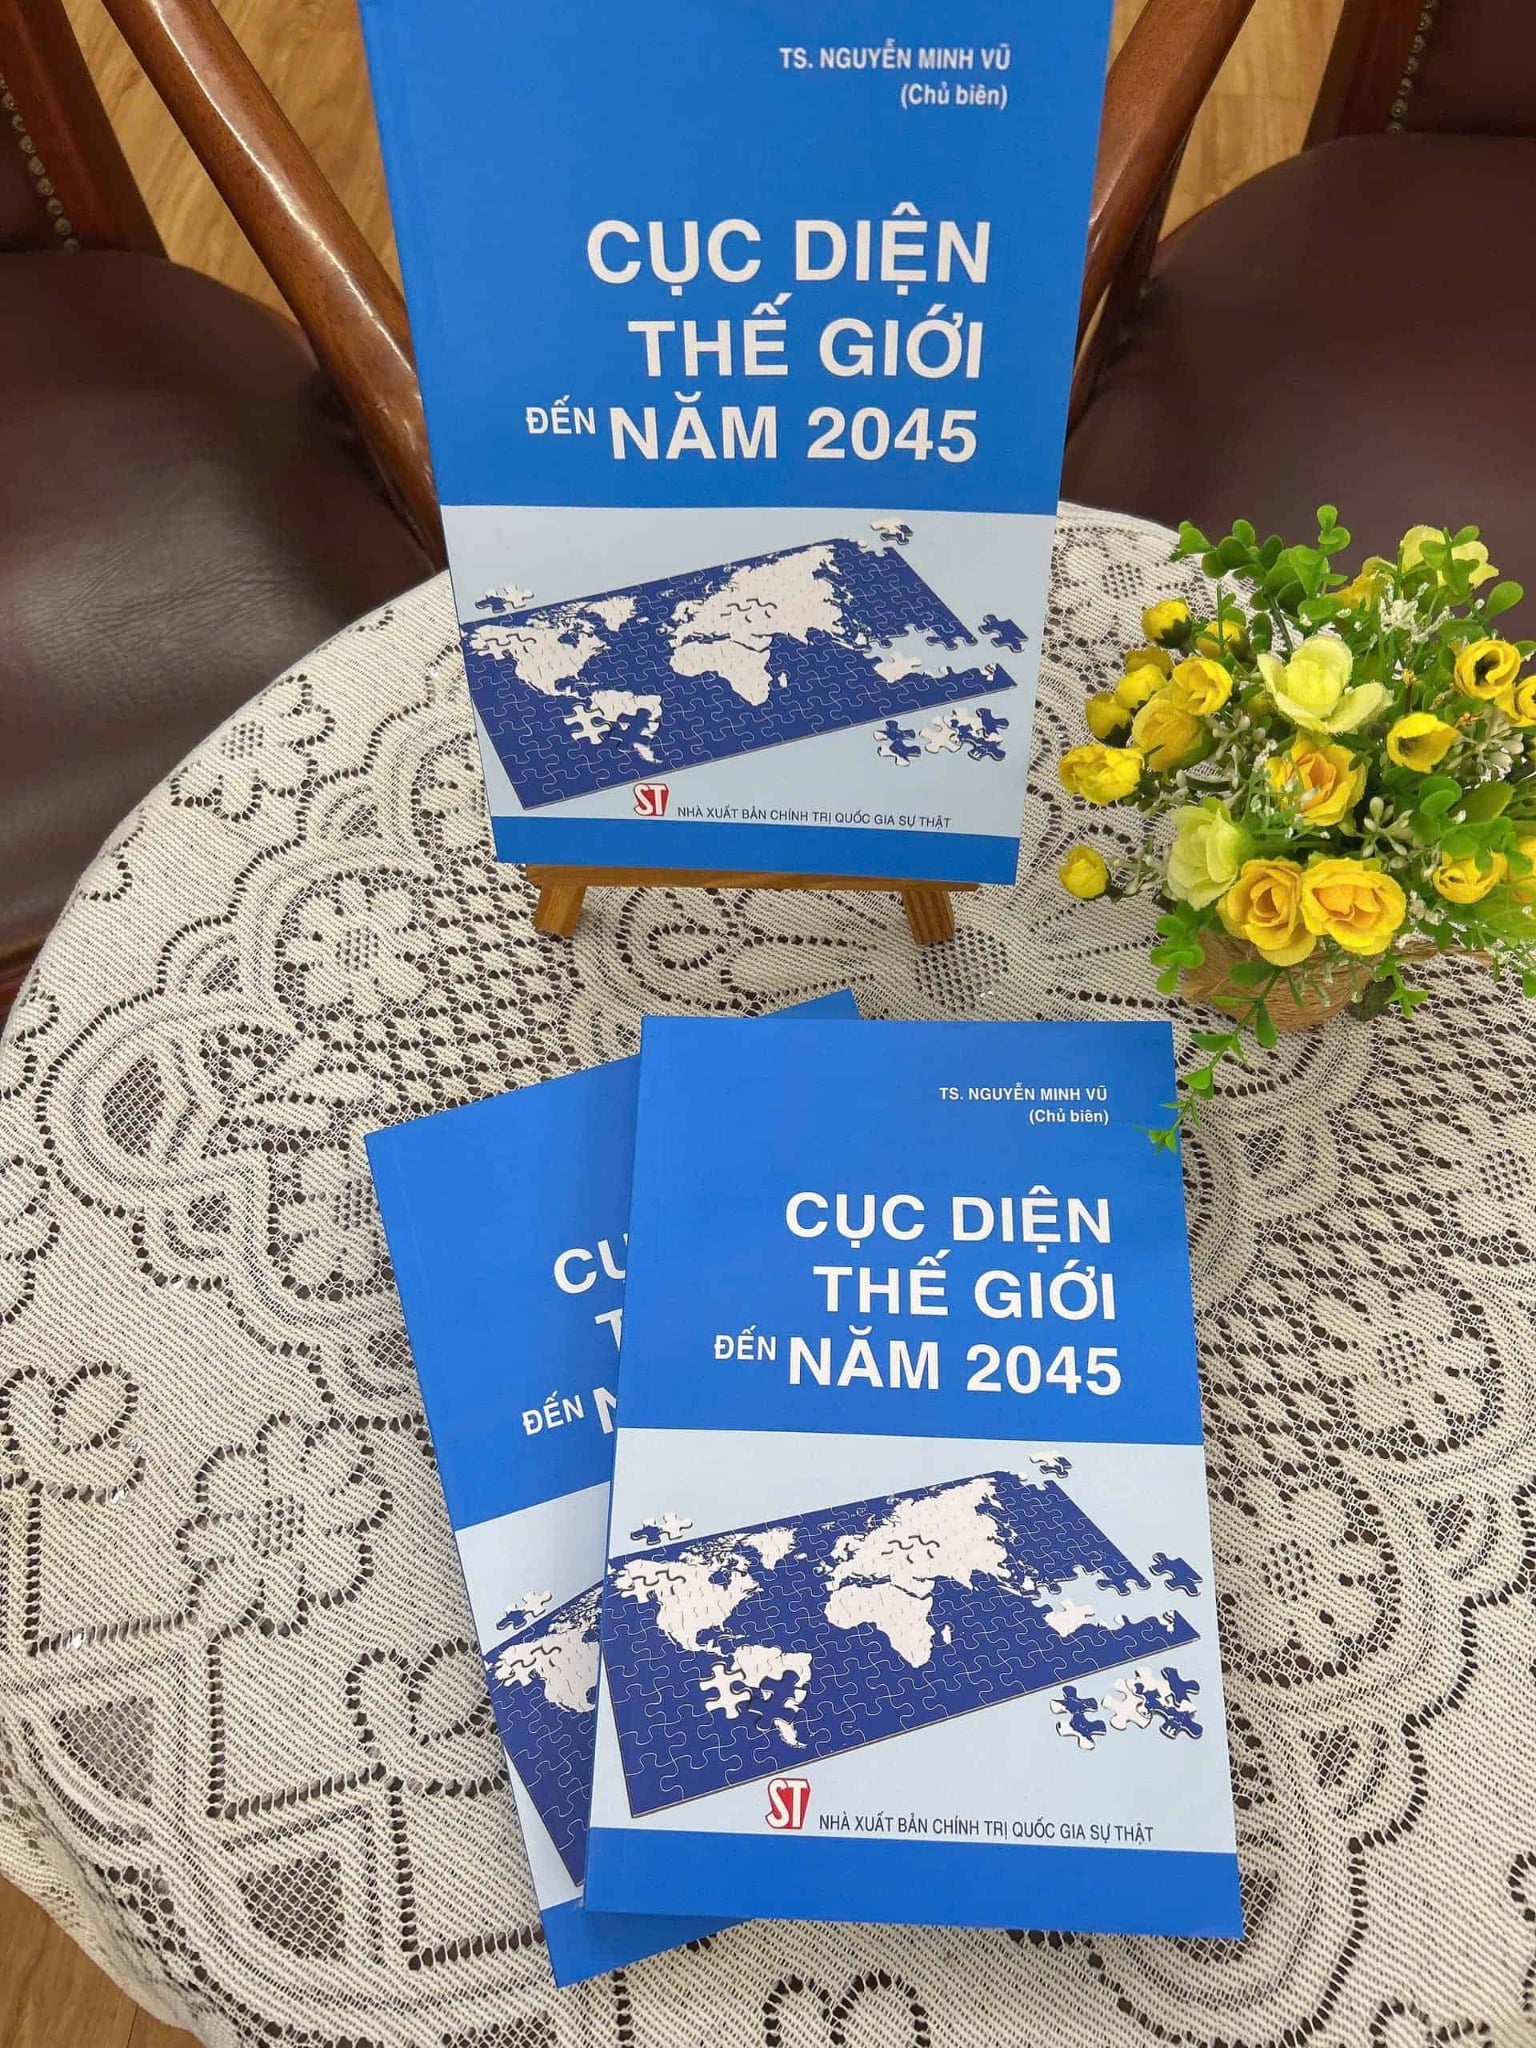 TS. NGUYỄN MINH VŨ
(Chủ biên)
CỤC DIỆN
THẾ GIỚI
ĐẾN NĂM 2045
ST NHÀ XUẤT BẢN CHÍNH TRỊ QUỐC GIA SỰ THẬT
TS. NGUYỄN MINH VŨ
(Chủ biên)
CỤC DIỆN
THẾ GIỚI
ĐẾN NĂM 2045
ST NHÀ XUẤT BẢN CHÍNH TRỊ QUỐC GIA SỰ THẬT
ĐẾN